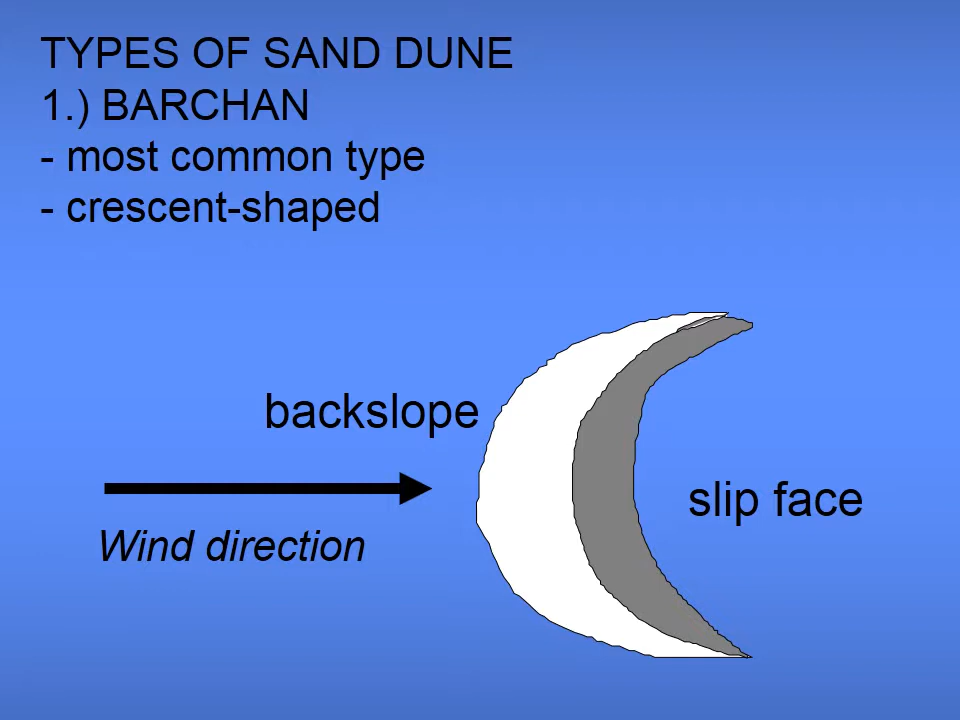 TYPES OF SAND DUNE
1.) BARCHAN
- most common type
- crescent-shaped
backslope
slip face
Wind direction